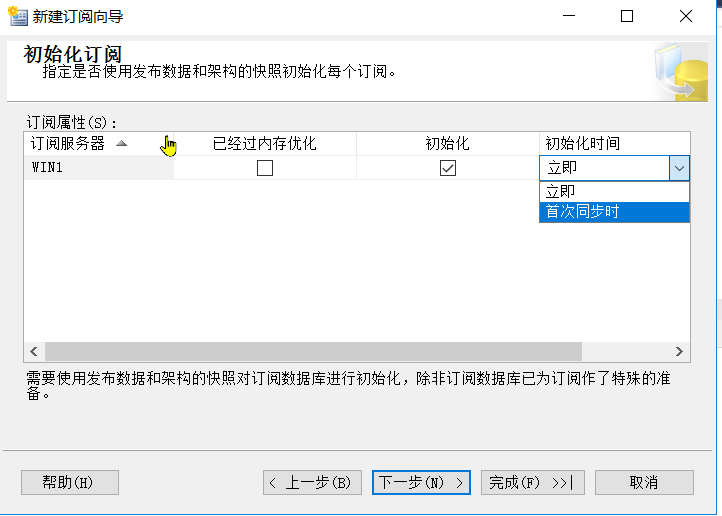 新建订阅向导
初始化订阅
指定是否使用发布数据和架构的快照初始化每个订阅。
订阅属性(S)：
订阅服务器 已经过内存优化 初始化 初始化时间
WIN1 立即
立即
首次同步时
需要使用发布数据和架构的快照对订阅数据库进行初始化，除非订阅数据库已为订阅作了特殊的准
备。
帮助(H) < 上一步(B) 下一步(N) > 完成(F) >>| 取消